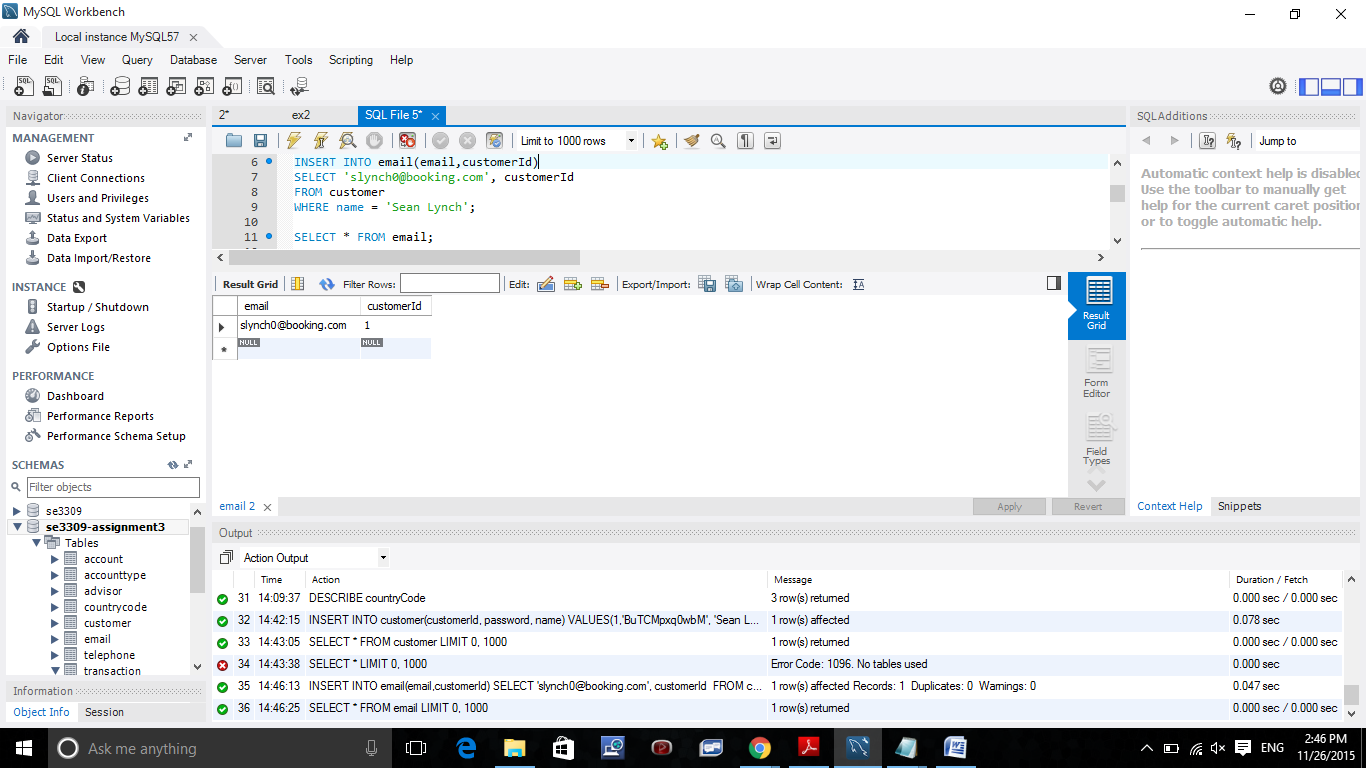 MySQL Workbench
Local instance MySQL57
File Edit View Query Database Server Tools Scripting Help
Navigator
MANAGEMENT
Server Status
Client Connections
Users and Privileges
Status and System Variables
Data Export
Data Import/Restore
INSTANCE
Startup / Shutdown
Server Logs
Options File
PERFORMANCE
Dashboard
Performance Reports
Performance Schema Setup
SCHEMAS
Filter objects
se3309
se3309-assignment3
Tables
account
accounttype
advisor
countrycode
customer
email
telephone
transaction
Information
Object Info Session
2* ex2 SQL File 5*
Limit to 1000 rows
6 INSERT INTO email(email,customerId)
7 SELECT 'slynch0@booking.com', customerId
8 FROM customer
9 WHERE name = 'Sean Lynch';
10
11 SELECT * FROM email;
Result Grid Filter Rows: Edit: Export/Import: Wrap Cell Content:
email customerId
slynch0@booking.com 1
NULL NULL
Result Grid
Form Editor
Field Types
email 2
Apply Revert
SQLAdditions
Jump to
Automatic context help is disabled
Use the toolbar to manually get
help for the current caret position
or to toggle automatic help.
Context Help Snippets
Output
Action Output
Time Action Message Duration / Fetch
31 14:09:37 DESCRIBE countryCode 3 row(s) returned 0.000 sec / 0.000 sec
32 14:42:15 INSERT INTO customer(customerId, password, name) VALUES(1,'BuTCMpxq0wbM', 'Sean L... 1 row(s) affected 0.078 sec
33 14:43:05 SELECT * FROM customer LIMIT 0, 1000 1 row(s) returned 0.000 sec / 0.000 sec
34 14:43:38 SELECT * LIMIT 0, 1000 Error Code: 1096. No tables used 0.000 sec
35 14:46:13 INSERT INTO email(email,customerId) SELECT 'slynch0@booking.com', customerId FROM c... 1 row(s) affected Records: 1 Duplicates: 0 Warnings: 0 0.047 sec
36 14:46:25 SELECT * FROM email LIMIT 0, 1000 1 row(s) returned 0.000 sec / 0.000 sec
Ask me anything
ENG
2:46 PM
11/26/2015